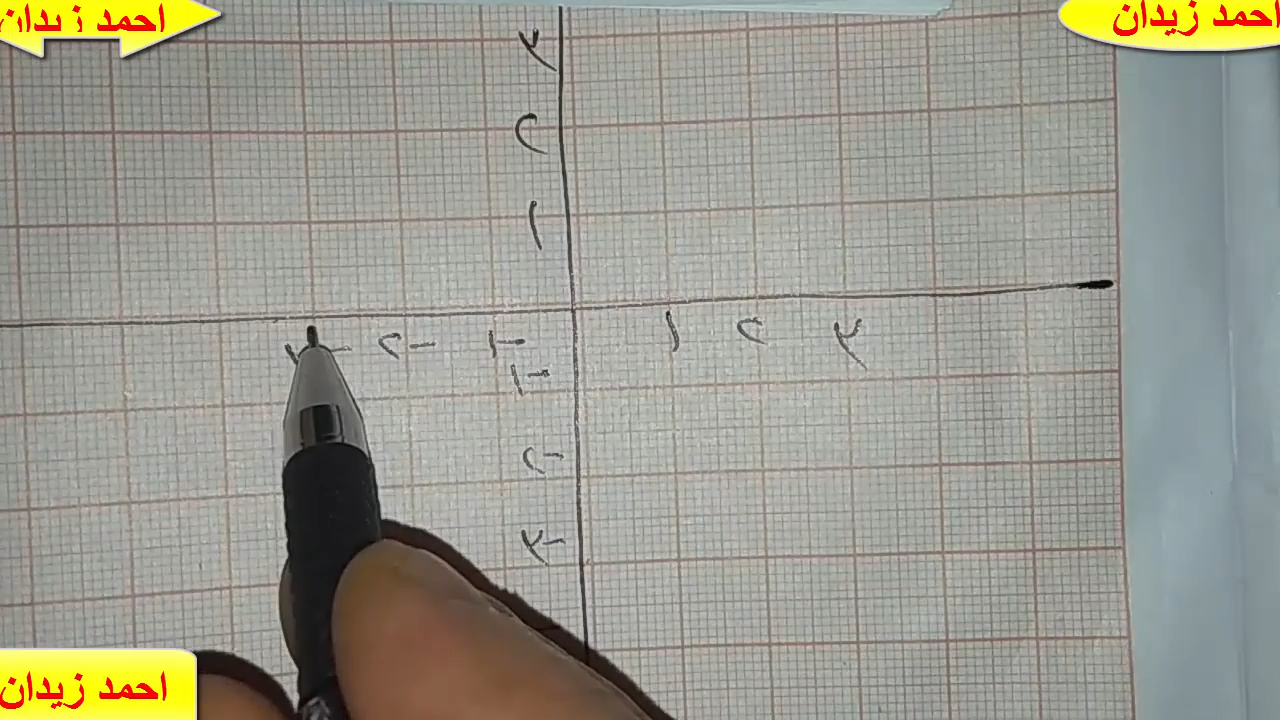 احمد زيدان
احمد زيدان
٣
٢
١
١ ٢ ٣
-١ -٢ -٣
-١
-٢
-٣
احمد زيدان